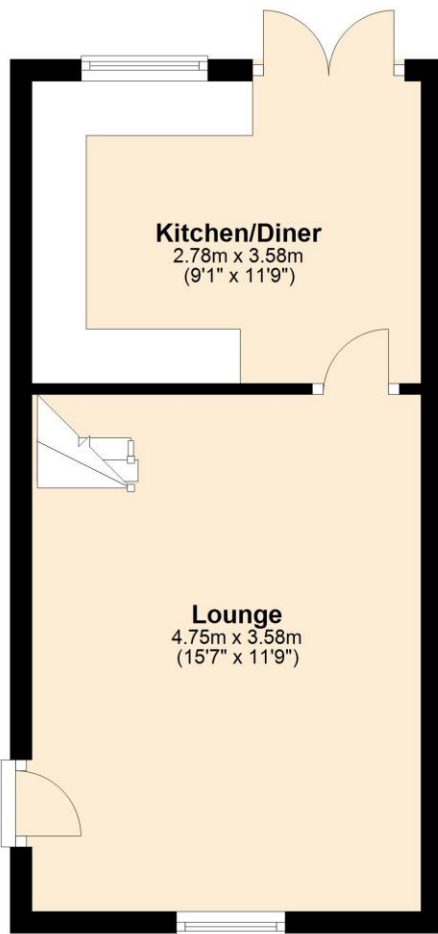 Kitchen/Diner
2.78m x 3.58m
(9'1" x 11'9")
Lounge
4.75m x 3.58m
(15'7" x 11'9")